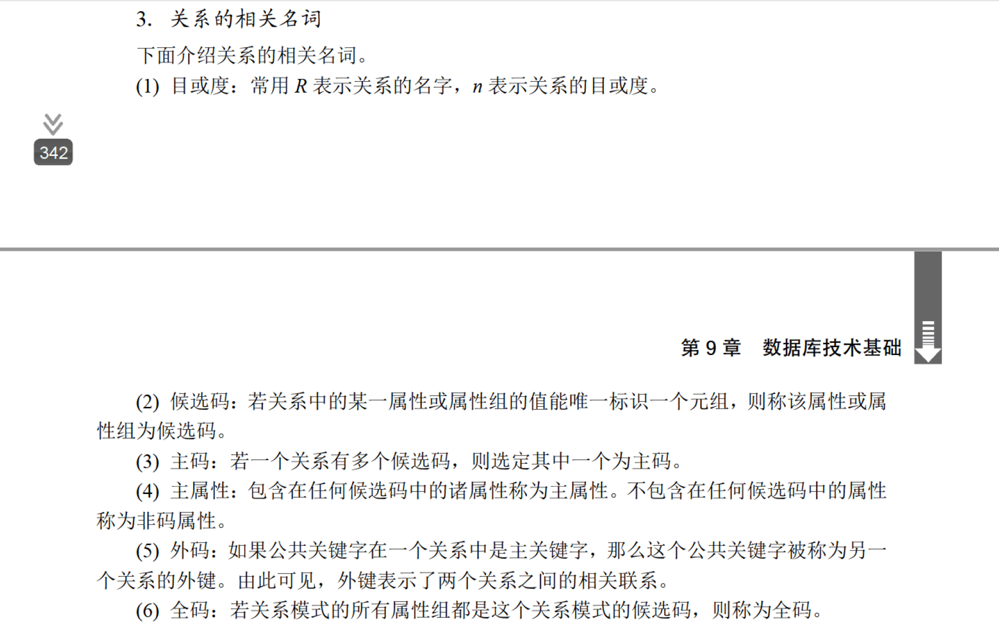 3. 关系的相关名词
下面介绍关系的相关名词。
(1) 目或度：常用 R 表示关系的名字，n 表示关系的目或度。
342
第 9 章 数据库技术基础
(2) 候选码：若关系中的某一属性或属性组的值能唯一标识一个元组，则称该属性或属
性组为候选码。
(3) 主码：若一个关系有多个候选码，则选定其中一个为主码。
(4) 主属性：包含在任何候选码中的诸属性称为主属性。不包含在任何候选码中的属性
称为非码属性。
(5) 外码：如果公共关键字在一个关系中是主关键字，那么这个公共关键字被称为另一
个关系的外键。由此可见，外键表示了两个关系之间的相关联系。
(6) 全码：若关系模式的所有属性组都是这个关系模式的候选码，则称为全码。